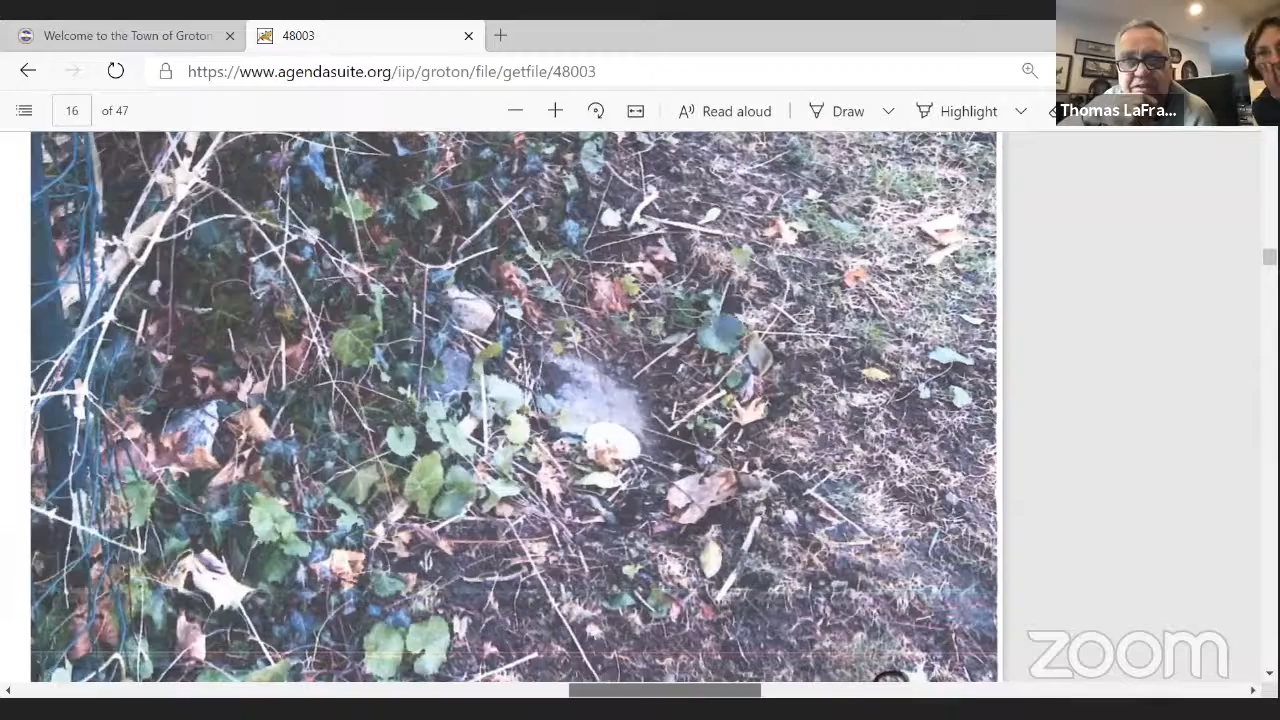 Welcome to the Town of Groton
48003
https://www.agendasuite.org/iip/groton/file/getfile/48003
16 of 47
Read aloud
Draw
Highlight
Thomas LaFra...
zoom